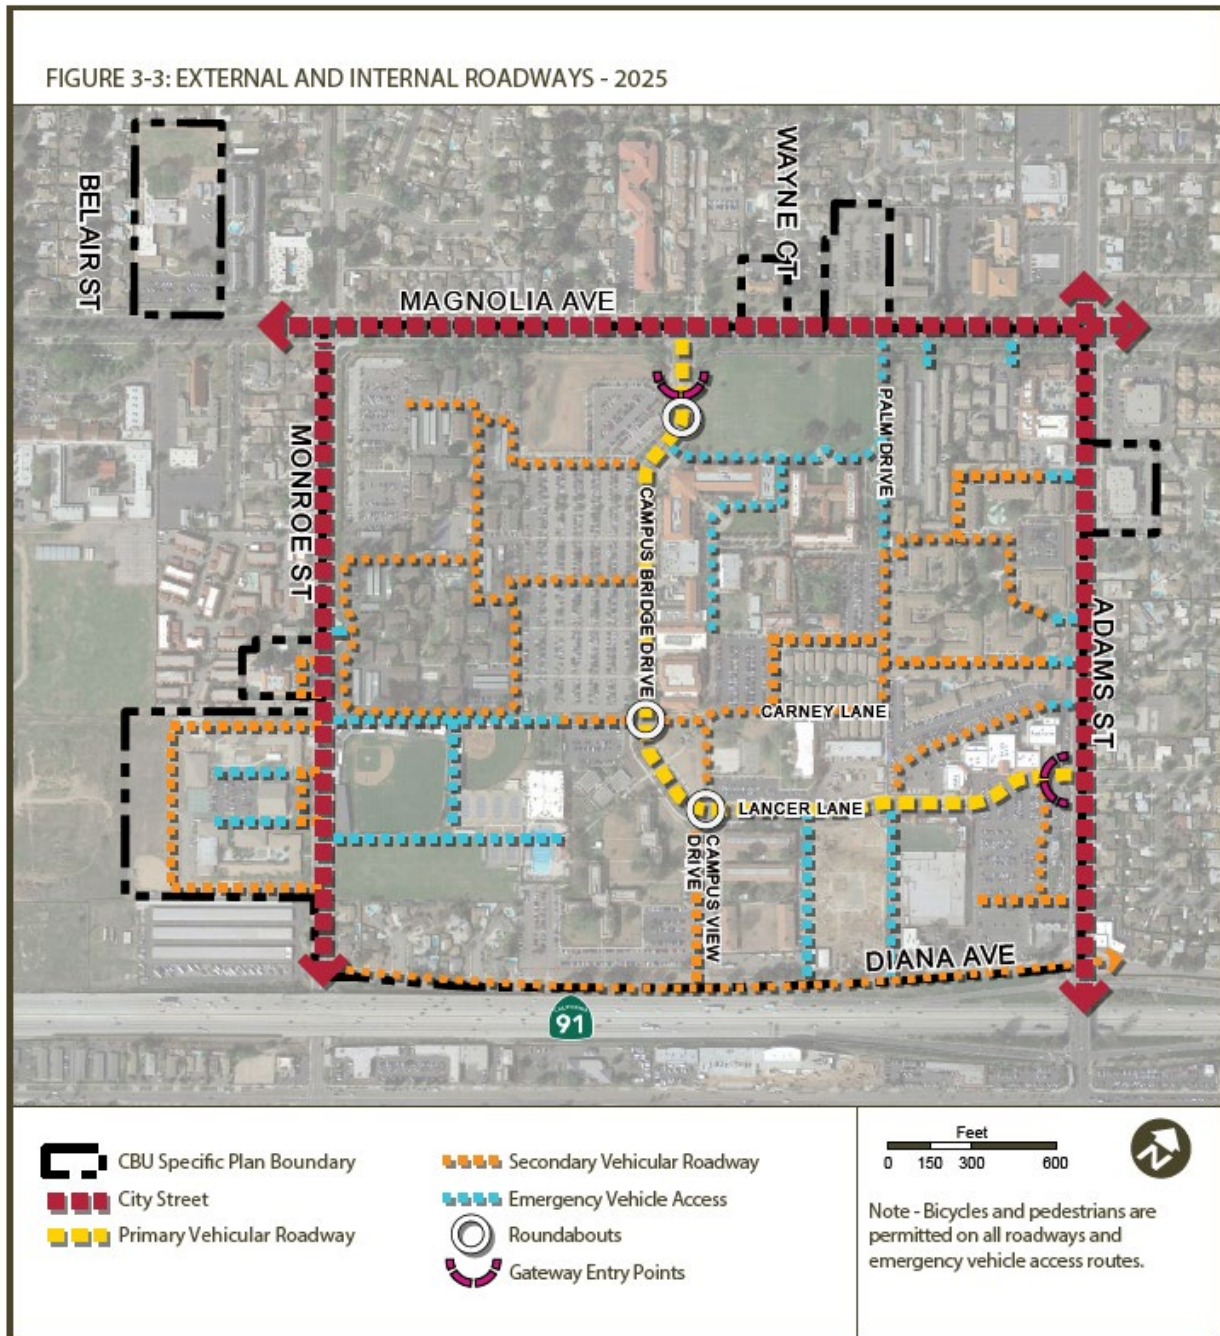 FIGURE 3-3: EXTERNAL AND INTERNAL ROADWAYS - 2025
BEL AIR ST
WAYNE CT
MAGNOLIA AVE
MONROE ST
PALM DRIVE
CAMPUS BRIDGE DRIVE
ADAMS ST
CARNEY LANE
LANCER LANE
CAMPUS VIEW
DRIVE
DIANA AVE
CALIFORNIA
91
CBU Specific Plan Boundary
City Street
Primary Vehicular Roadway
Secondary Vehicular Roadway
Emergency Vehicle Access
Roundabouts
Gateway Entry Points
Feet
0 150 300 600
N
Note - Bicycles and pedestrians are
permitted on all roadways and
emergency vehicle access routes.